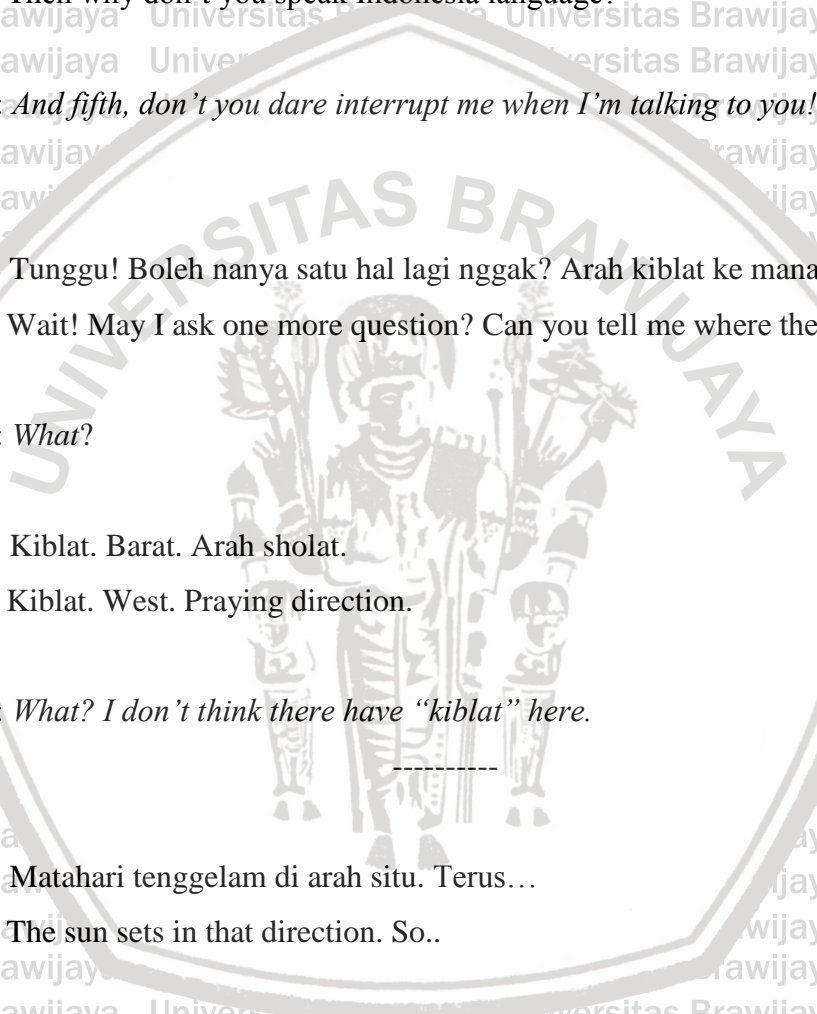 Then why don't you speak Indonesia language?
: And fifth, don't you dare interrupt me when I'm talking to you!
Tunggu! Boleh nanya satu hal lagi nggak? Arah kiblat ke mana
Wait! May I ask one more question? Can you tell me where the
: What?
Kiblat. Barat. Arah sholat.
Kiblat. West. Praying direction.
: What? I don't think there have “kiblat” here.
----------
Matahari tenggelam di arah situ. Terus…
The sun sets in that direction. So..
UNIVERSITAS BRAWIJAYA